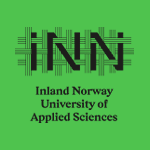 iNN
Inland Norway
University of
Applied Sciences